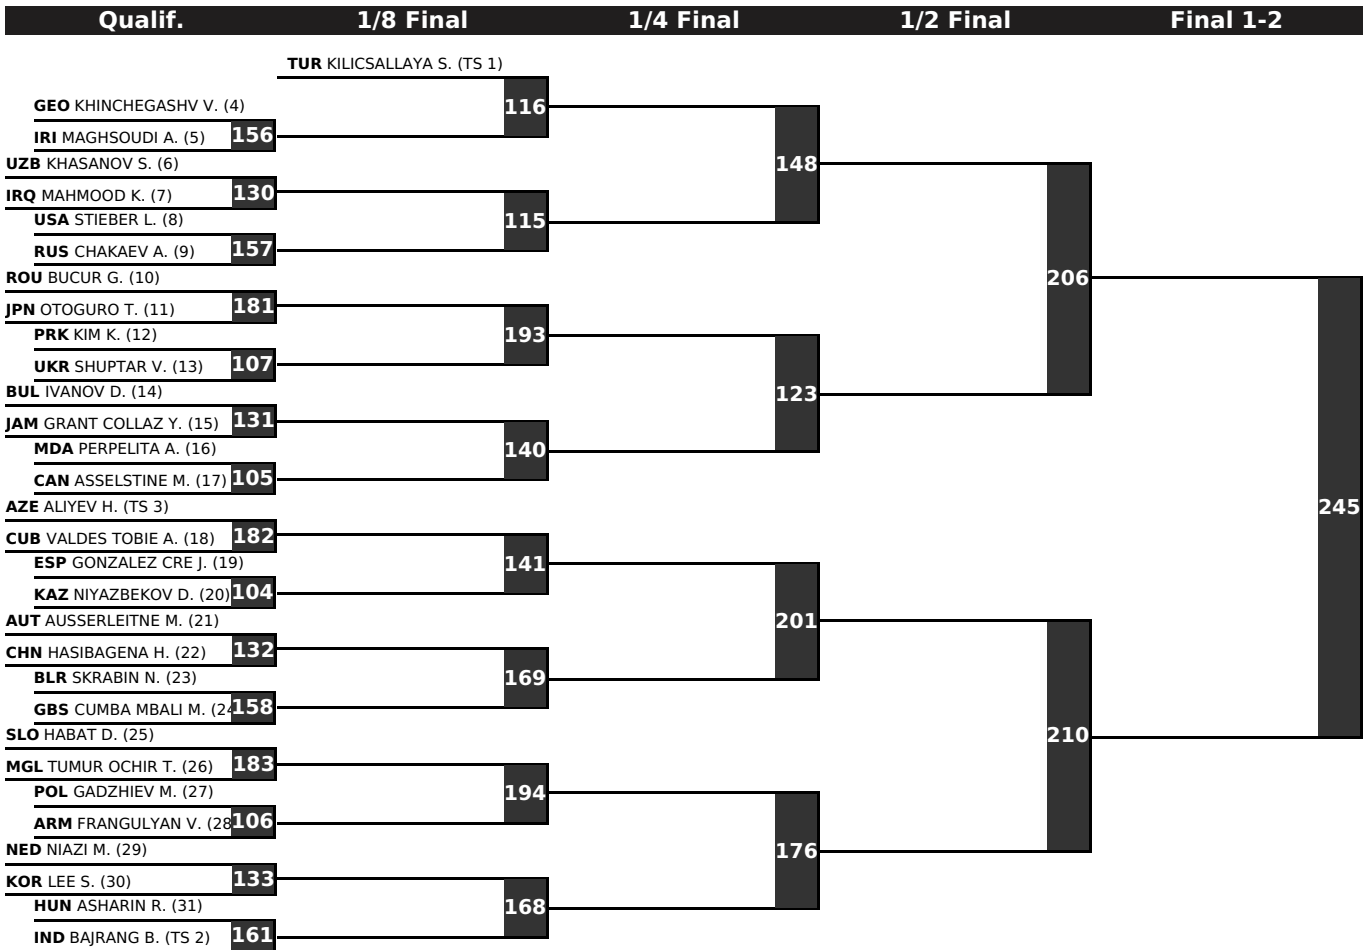 Qualif. 1/8 Final 1/4 Final 1/2 Final Final 1-2
TUR KILICSALLAYA S. (TS 1)
116
GEO KHINCHEGASHV V. (4)
IRI MAGHSOUDI A. (5) 156
148
UZB KHASANOV S. (6)
IRQ MAHMOOD K. (7) 130
115
USA STIEBER L. (8)
RUS CHAKAEV A. (9) 157
206
ROU BUCUR G. (10)
JPN OTOGURO T. (11) 181
193
PRK KIM K. (12)
UKR SHUPTAR V. (13) 107
123
BUL IVANOV D. (14)
JAM GRANT COLLAZ Y. (15) 131
140
MDA PERPELITA A. (16)
CAN ASSELSTINE M. (17) 105
245
AZE ALIYEV H. (TS 3)
CUB VALDES TOBIE A. (18) 182
141
ESP GONZALEZ CRE J. (19)
KAZ NIYAZBEKOV D. (20) 104
201
AUT AUSSERLEITNE M. (21)
CHN HASIBAGENA H. (22) 132
169
BLR SKRABIN N. (23)
GBS CUMBA MBALI M. (24 158
210
SLO HABAT D. (25)
MGL TUMUR OCHIR T. (26) 183
194
POL GADZHIEV M. (27)
ARM FRANGULYAN V. (28 106
176
NED NIAZI M. (29)
KOR LEE S. (30) 133
168
HUN ASHARIN R. (31)
IND BAJRANG B. (TS 2) 161